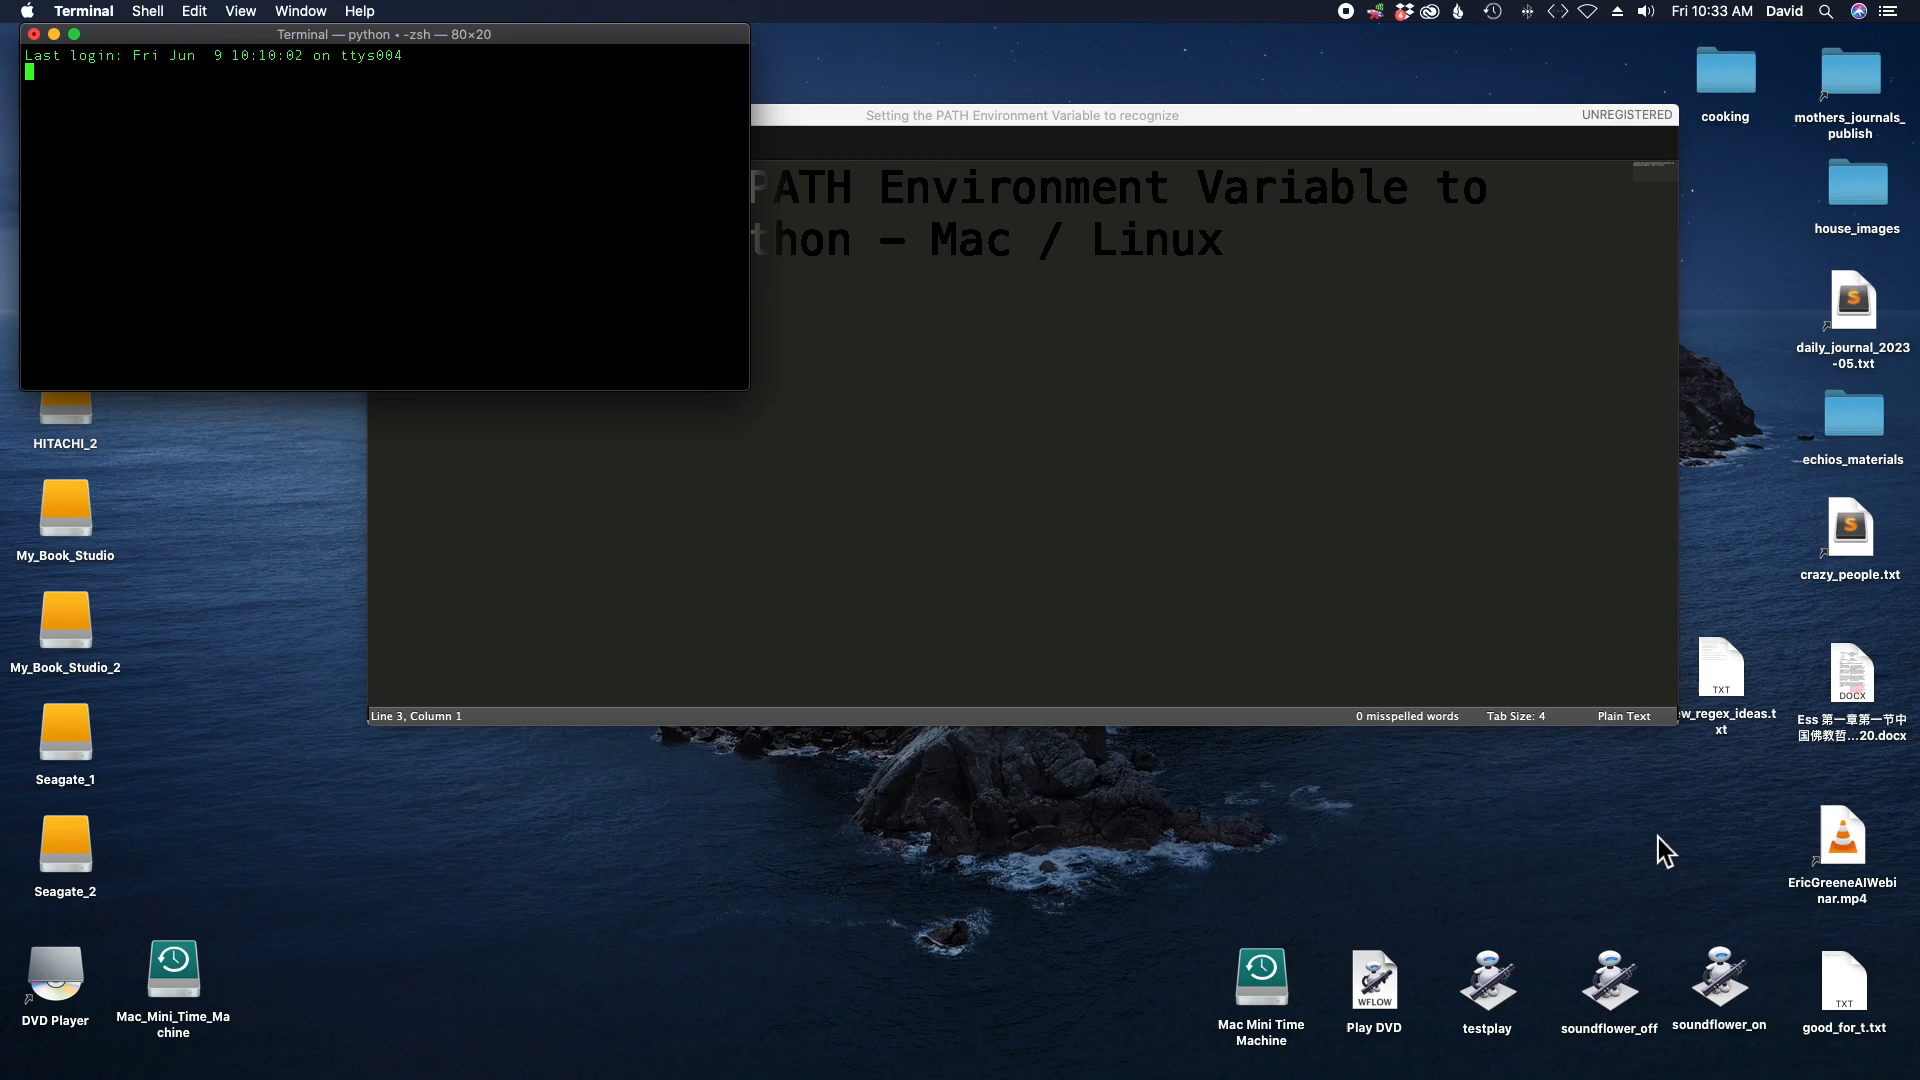 Terminal Shell Edit View Window Help
Fri 10:33 AM David
Terminal — python ◂ -zsh — 80×20
Last login: Fri Jun  9 10:10:02 on ttys004
Setting the PATH Environment Variable to recognize
UNREGISTERED
PATH Environment Variable to
thon – Mac / Linux
Line 3, Column 1
0 misspelled words
Tab Size: 4
Plain Text
HITACHI_2
My_Book_Studio
My_Book_Studio_2
Seagate_1
Seagate_2
DVD Player
Mac_Mini_Time_Ma
chine
cooking
mothers_journals_
publish
house_images
S
daily_journal_2023
-05.txt
echios_materials
S
crazy_people.txt
TXT
w_regex_ideas.t
xt
DOCX
Ess 第一章第一节中
国佛教哲...20.docx
EricGreeneAIWebi
nar.mp4
Mac Mini Time
Machine
WFLOW
Play DVD
testplay
soundflower_off
soundflower_on
TXT
good_for_t.txt